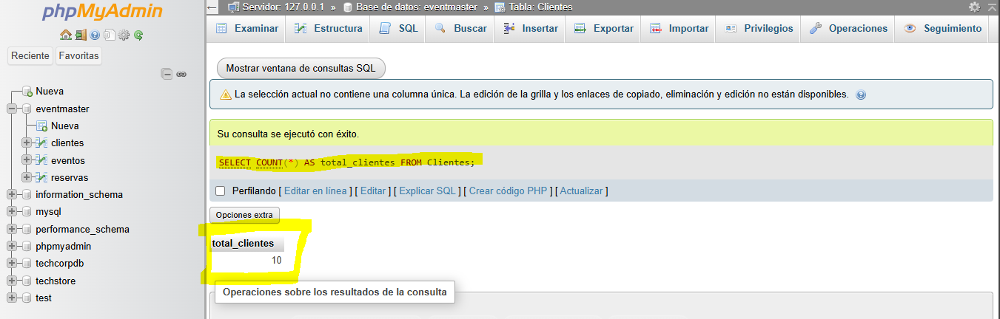 phpMyAdmin
Reciente Favoritas
Nueva
eventmaster
Nueva
clientes
eventos
reservas
information_schema
mysql
performance_schema
phpmyadmin
techcorpdb
techstore
test
Servidor: 127.0.0.1 » Base de datos: eventmaster » Tabla: Clientes
Examinar Estructura SQL Buscar Insertar Exportar Importar Privilegios Operaciones Seguimiento
Mostrar ventana de consultas SQL
La selección actual no contiene una columna única. La edición de la grilla y los enlaces de copiado, eliminación y edición no están disponibles.
Su consulta se ejecutó con éxito.
SELECT COUNT(*) AS total_clientes FROM Clientes;
Perfilando [ Editar en línea ] [ Editar ] [ Explicar SQL ] [ Crear código PHP ] [ Actualizar ]
Opciones extra
total_clientes
10
Operaciones sobre los resultados de la consulta